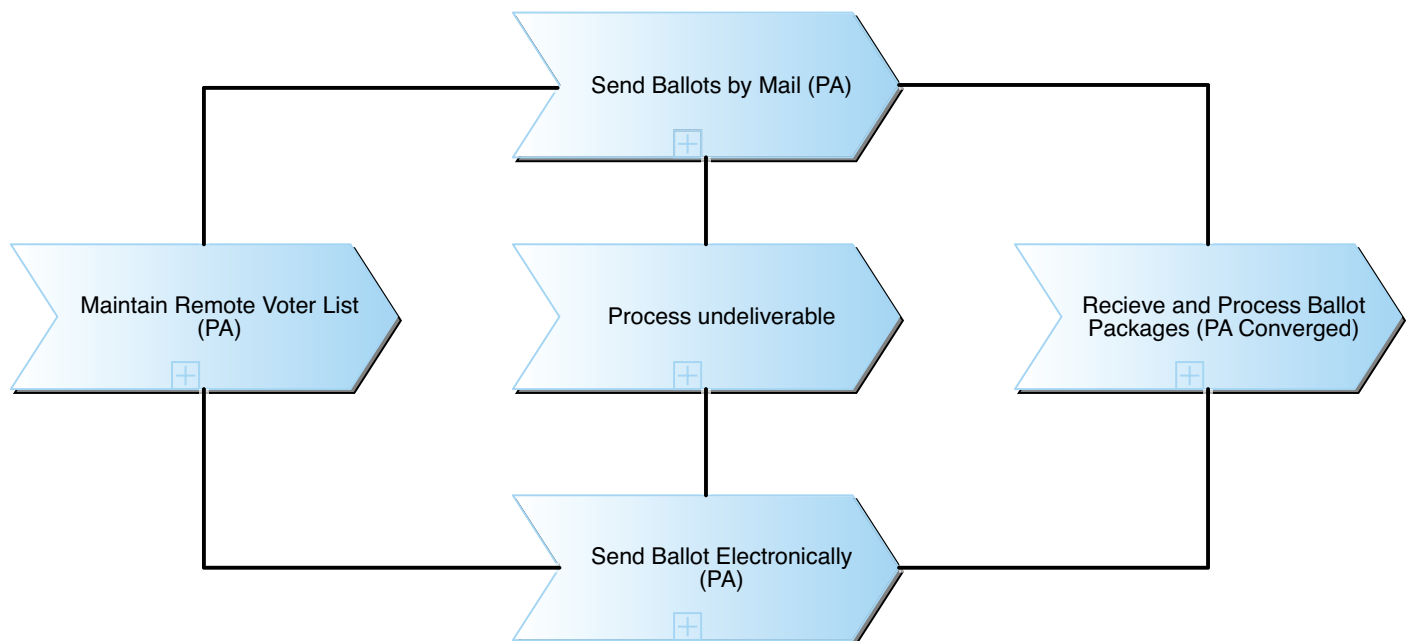 Send Ballots by Mail (PA)
Maintain Remote Voter List
(PA)
Process undeliverable
Recieve and Process Ballot
Packages (PA Converged)
Send Ballot Electronically
(PA)